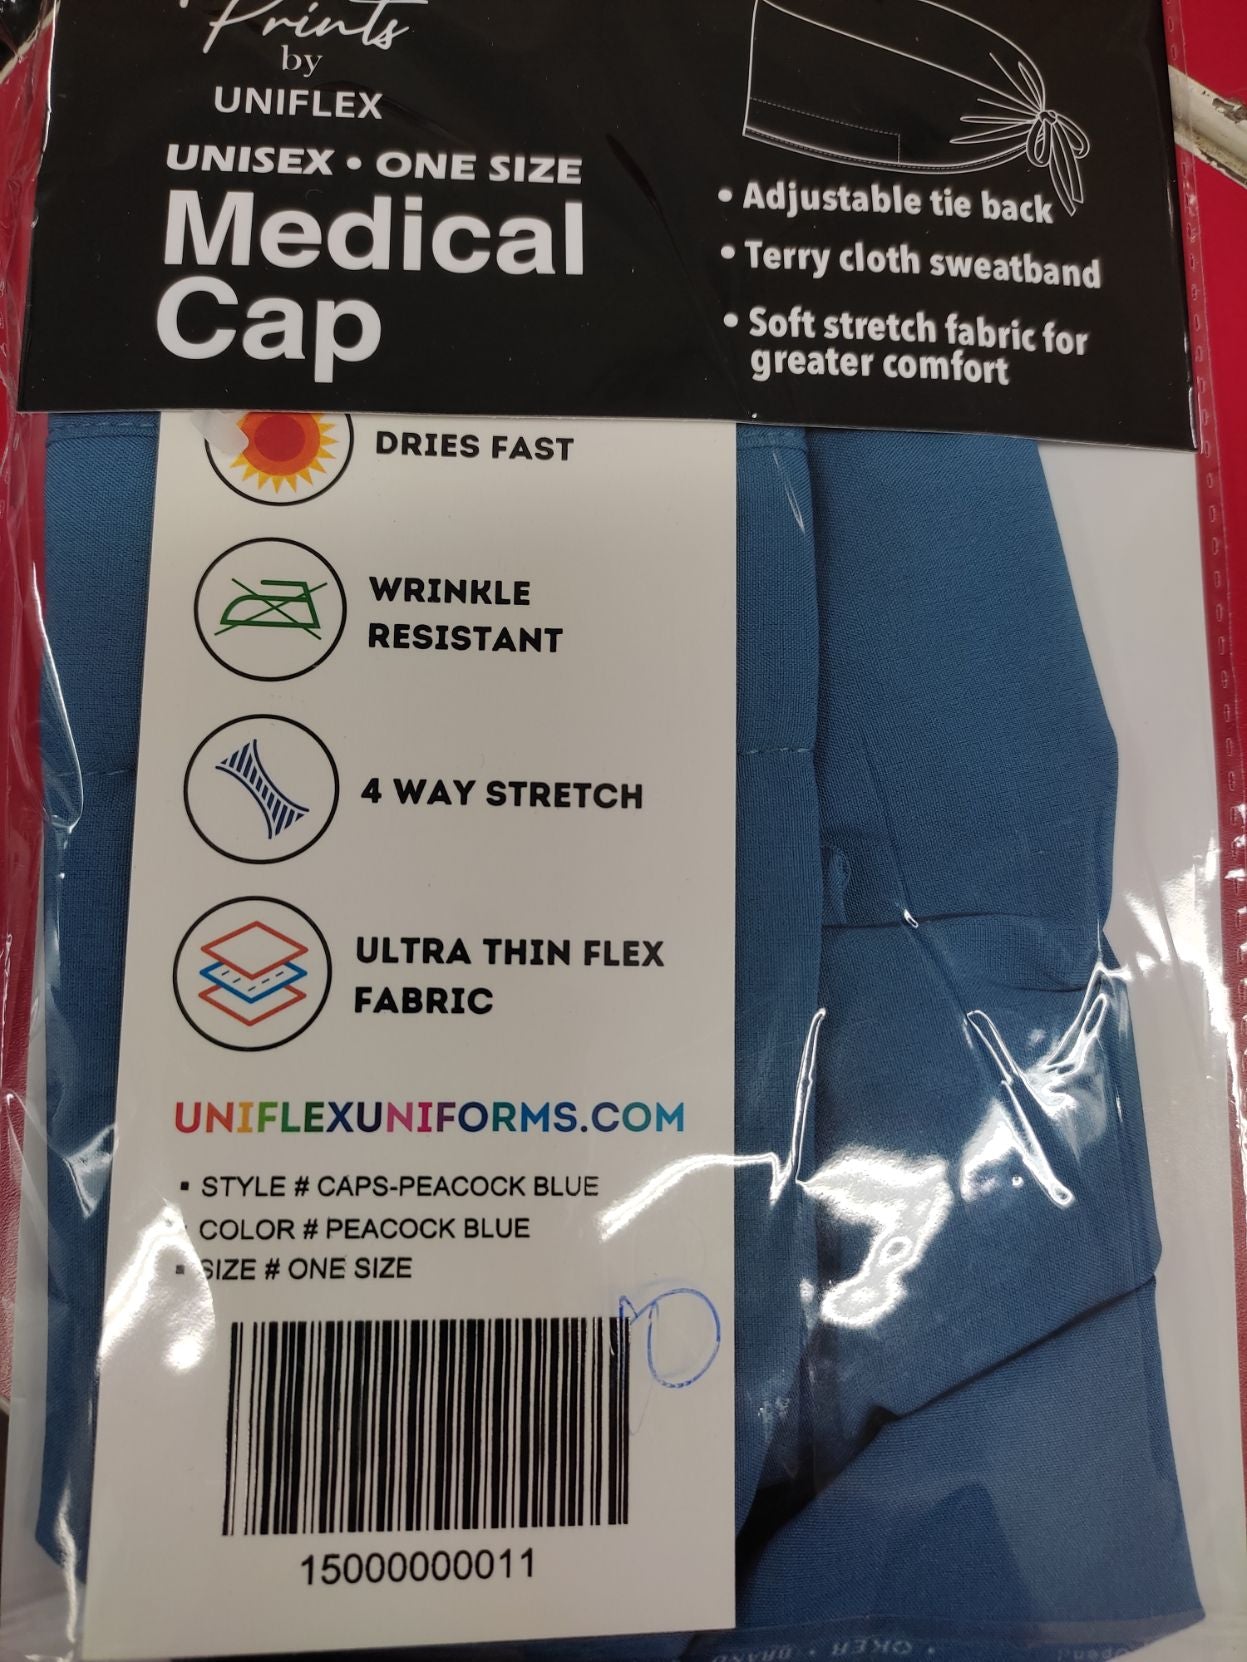 Prints
by
UNIFLEX
UNISEX • ONE SIZE
Medical
Cap
• Adjustable tie back
• Terry cloth sweatband
• Soft stretch fabric for
greater comfort
DRIES FAST
WRINKLE
RESISTANT
4 WAY STRETCH
ULTRA THIN FLEX
FABRIC
UNIFLEXUNIFORMS.COM
▪ STYLE # CAPS-PEACOCK BLUE
▪ COLOR # PEACOCK BLUE
▪ SIZE # ONE SIZE
15000000011